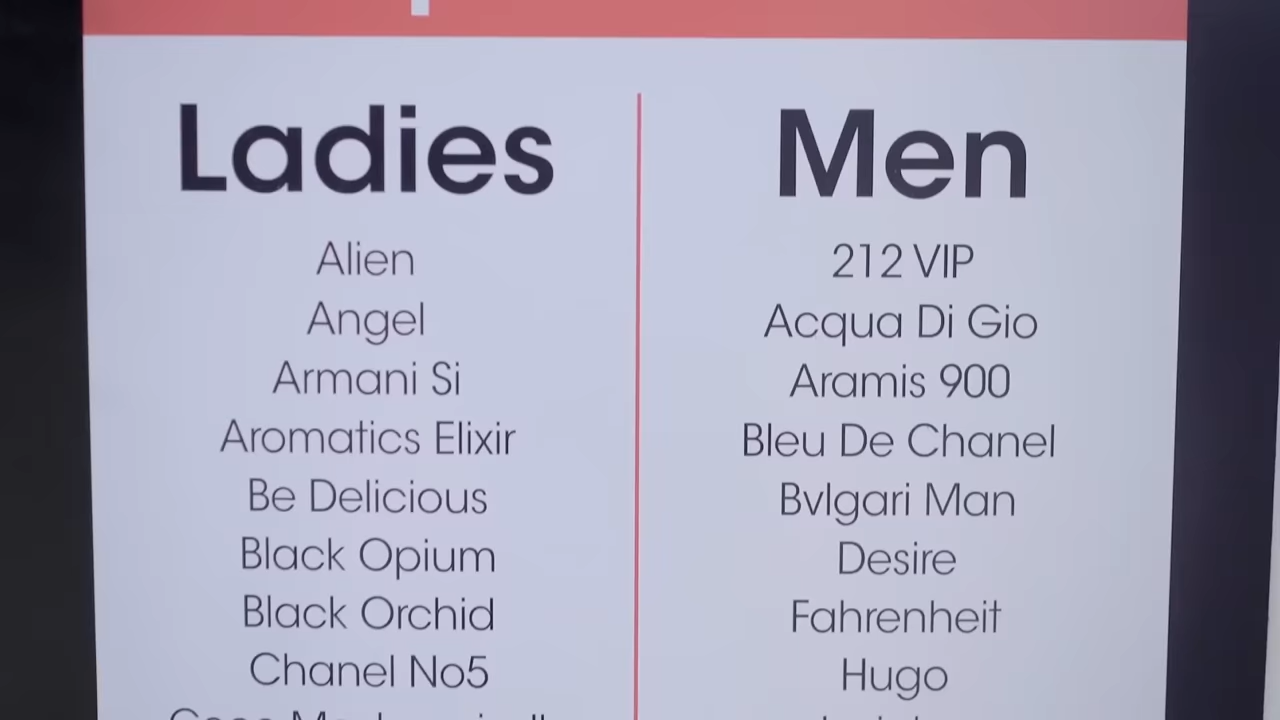 Ladies
Alien
Angel
Armani Si
Aromatics Elixir
Be Delicious
Black Opium
Black Orchid
Chanel No5
Men
212 VIP
Acqua Di Gio
Aramis 900
Bleu De Chanel
Bvlgari Man
Desire
Fahrenheit
Hugo